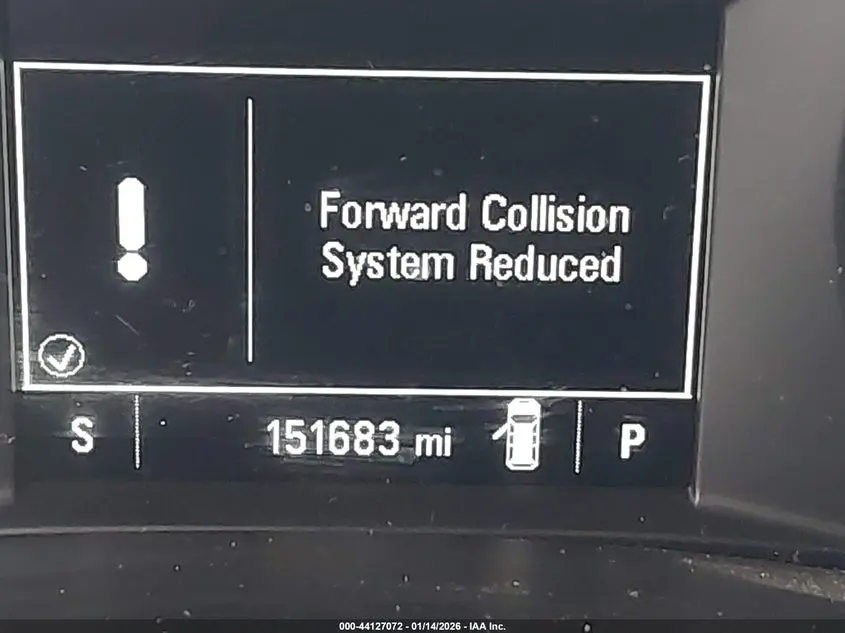 Forward Collision
System Reduced
S 151683 mi P
000-44127072 - 01/14/2026 - IAA Inc.